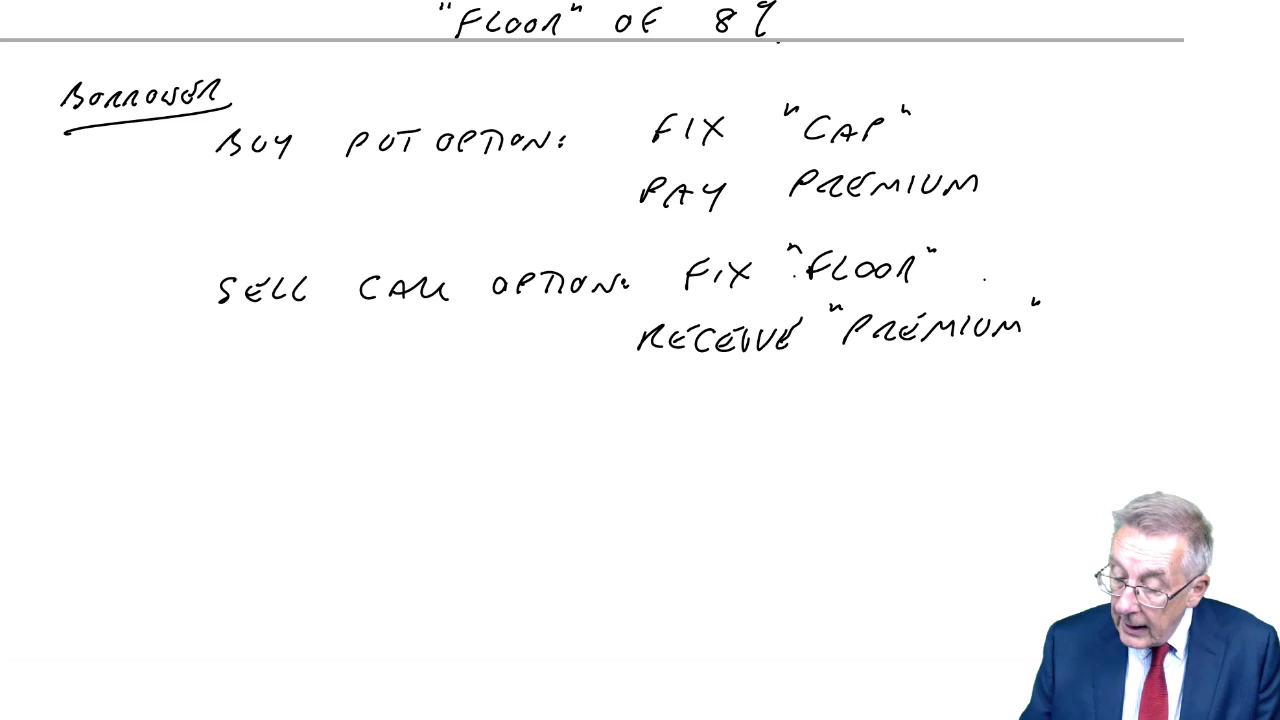 "FLOOR" OF 8%
BORROWER
BUY PUT OPTION: FIX "CAP"
PAY PREMIUM
SELL CALL OPTION: FIX "FLOOR"
RECEIVE "PREMIUM"